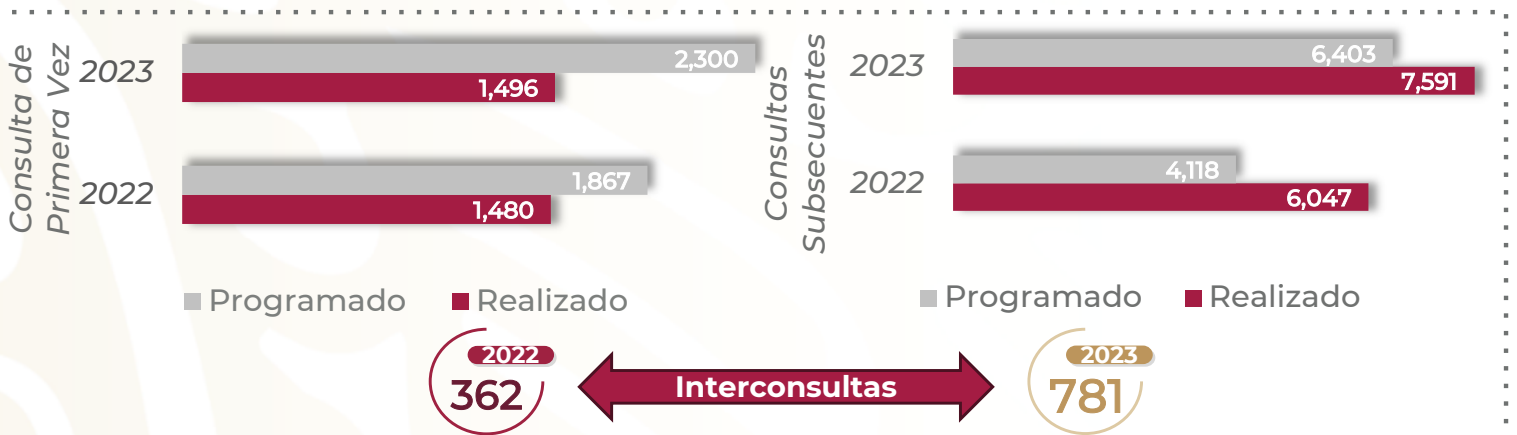 Consulta de
Primera Vez
2023
2,300
1,496
2022
1,867
1,480
Programado
Realizado
Consultas
Subsecuentes
2023
6,403
7,591
2022
4,118
6,047
Programado
Realizado
2022
362
Interconsultas
2023
781